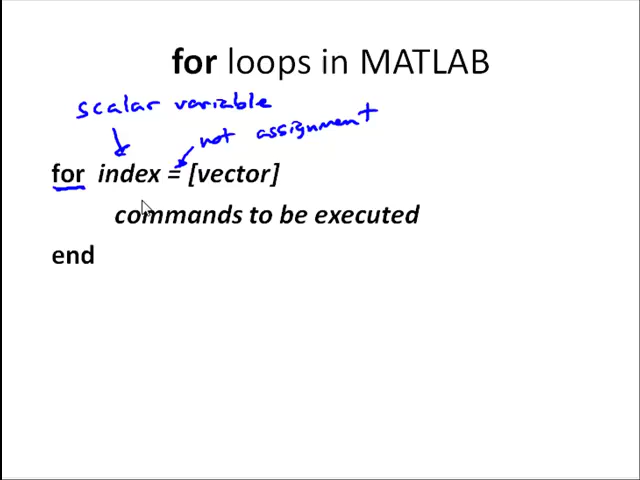 for loops in MATLAB
scalar variable
not assignment
for index = [vector]
commands to be executed
end